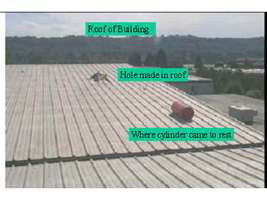 Roof of Building
Hole made in roof
Where cylinder came to rest